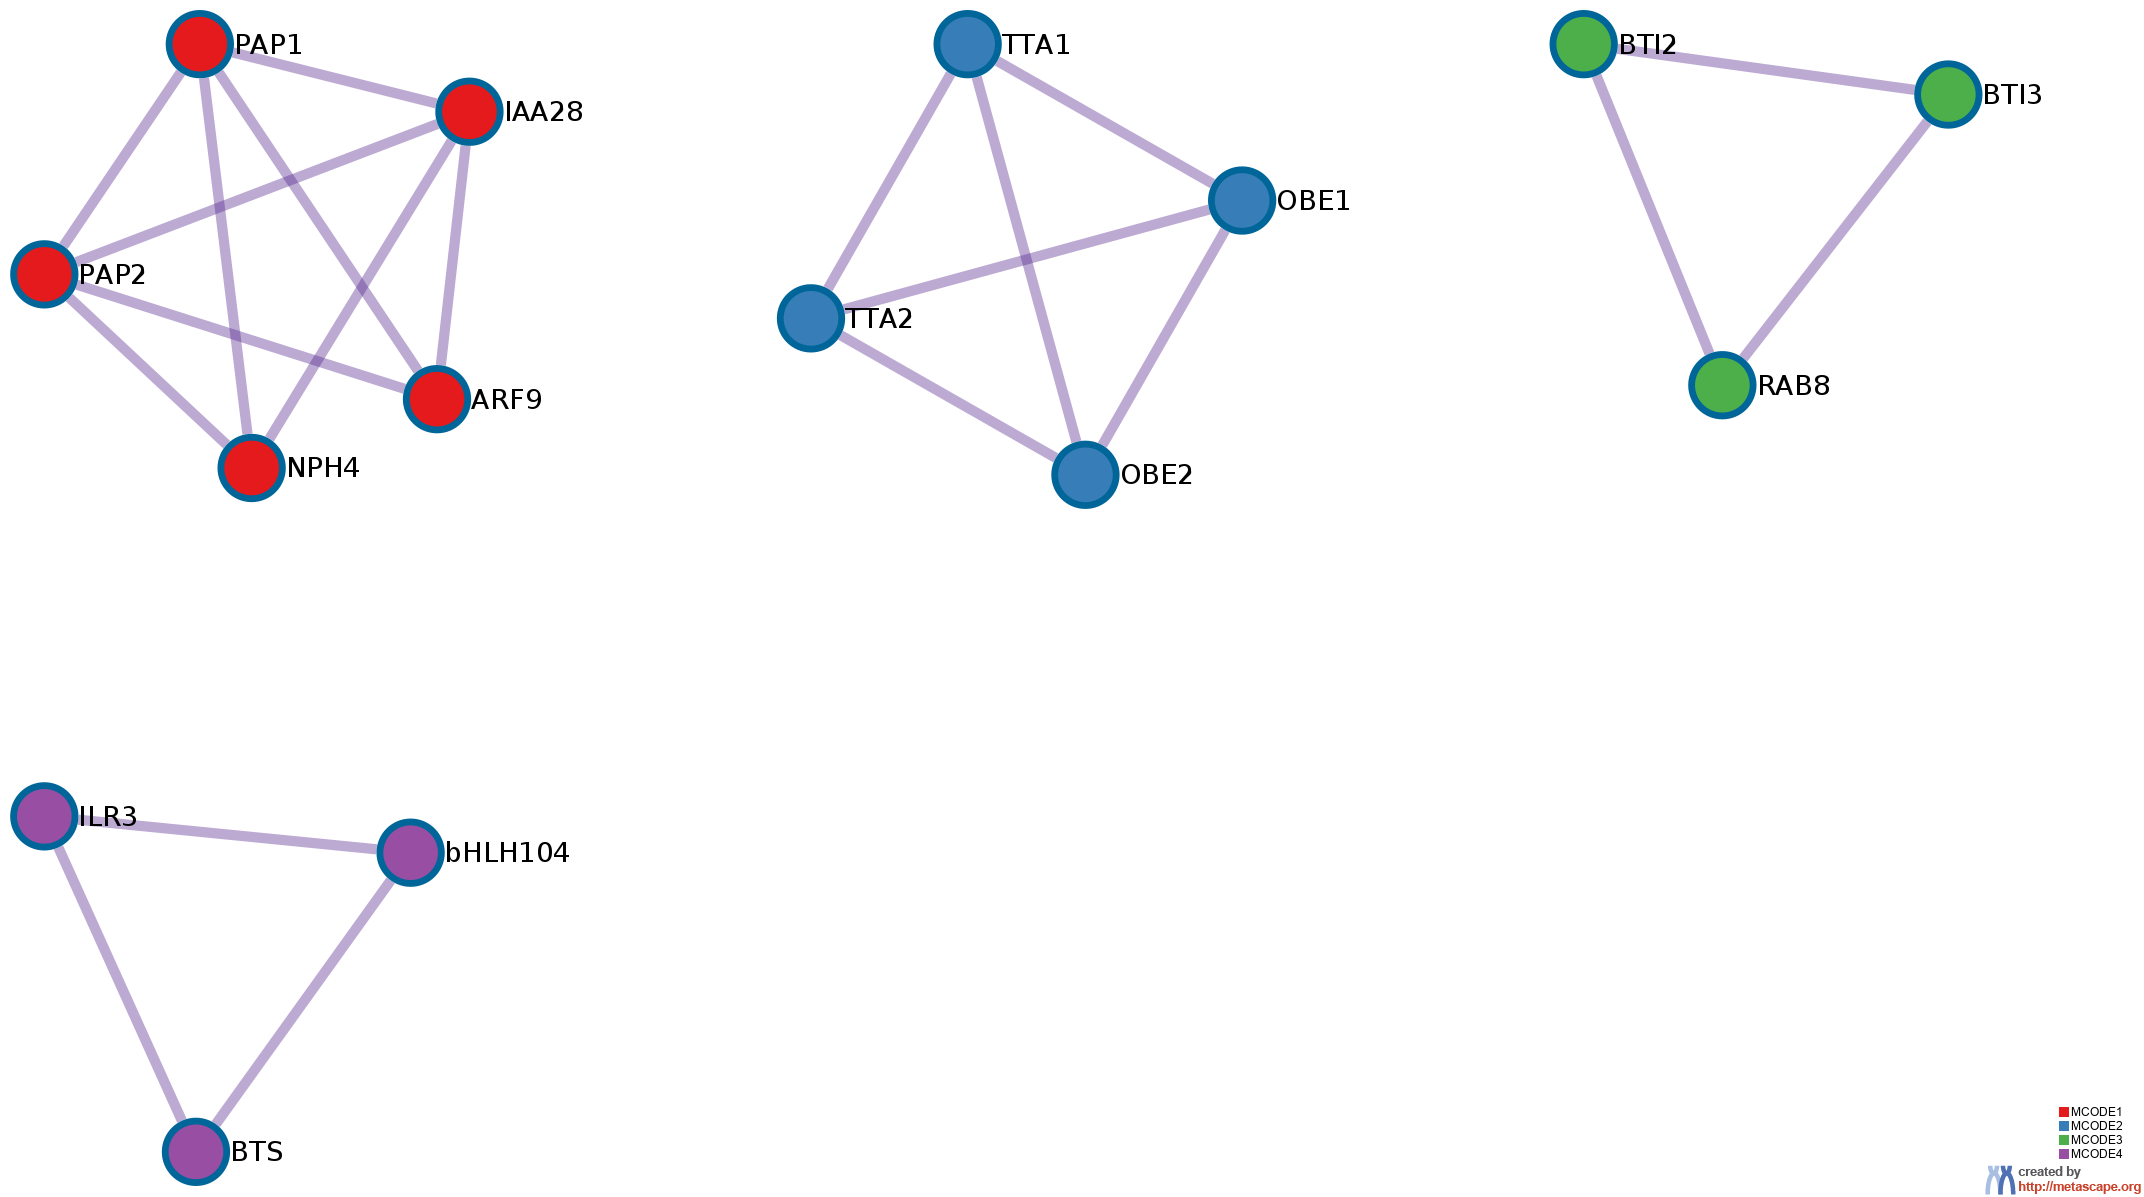 PAP1
IAA28
PAP2
ARF9
NPH4
TTA1
OBE1
TTA2
OBE2
BTI2
BTI3
RAB8
ILR3
bHLH104
BTS
MCODE1
MCODE2
MCODE3
MCODE4
created by
http://metascape.org